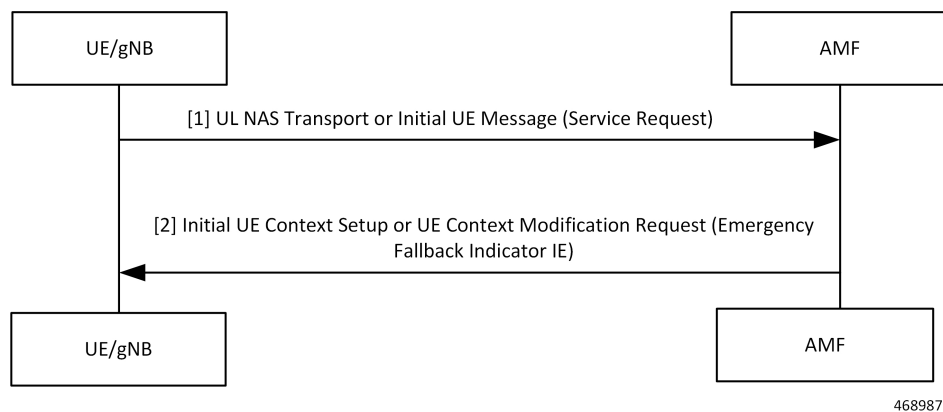 UE/gNB
AMF
[1] UL NAS Transport or Initial UE Message (Service Request)
[2] Initial UE Context Setup or UE Context Modification Request (Emergency
Fallback Indicator IE)
UE/gNB
AMF
468987